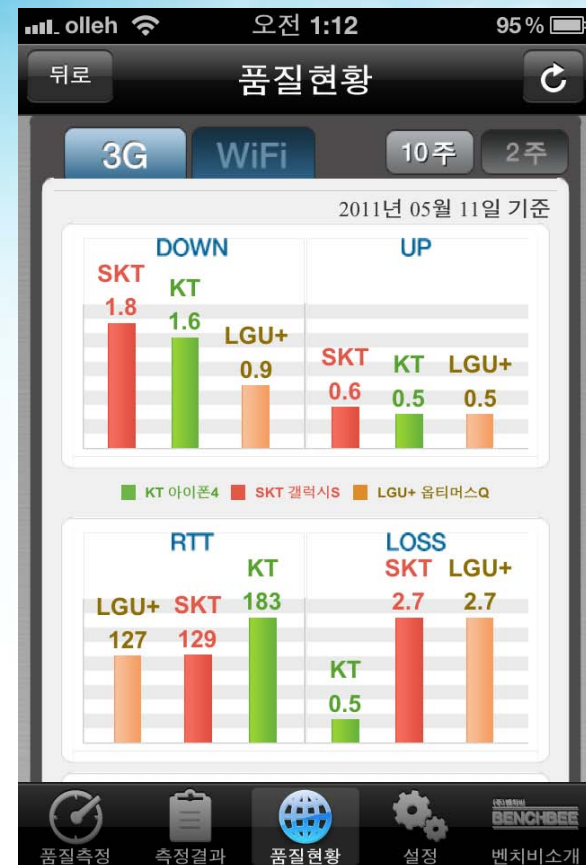 olleh 오전 1:12 95%
뒤로 품질현황
3G WiFi 10주 2주
2011년 05월 11일 기준
DOWN UP
SKT 1.8
KT 1.6
LGU+ 0.9
SKT 0.6
KT 0.5
LGU+ 0.5
KT 아이폰4 SKT 갤럭시S LGU+ 옵티머스Q
RTT LOSS
LGU+ 127
SKT 129
KT 183
KT 0.5
SKT 2.7
LGU+ 2.7
BENCHBEE
품질측정 측정결과 품질현황 설정 벤치비소개